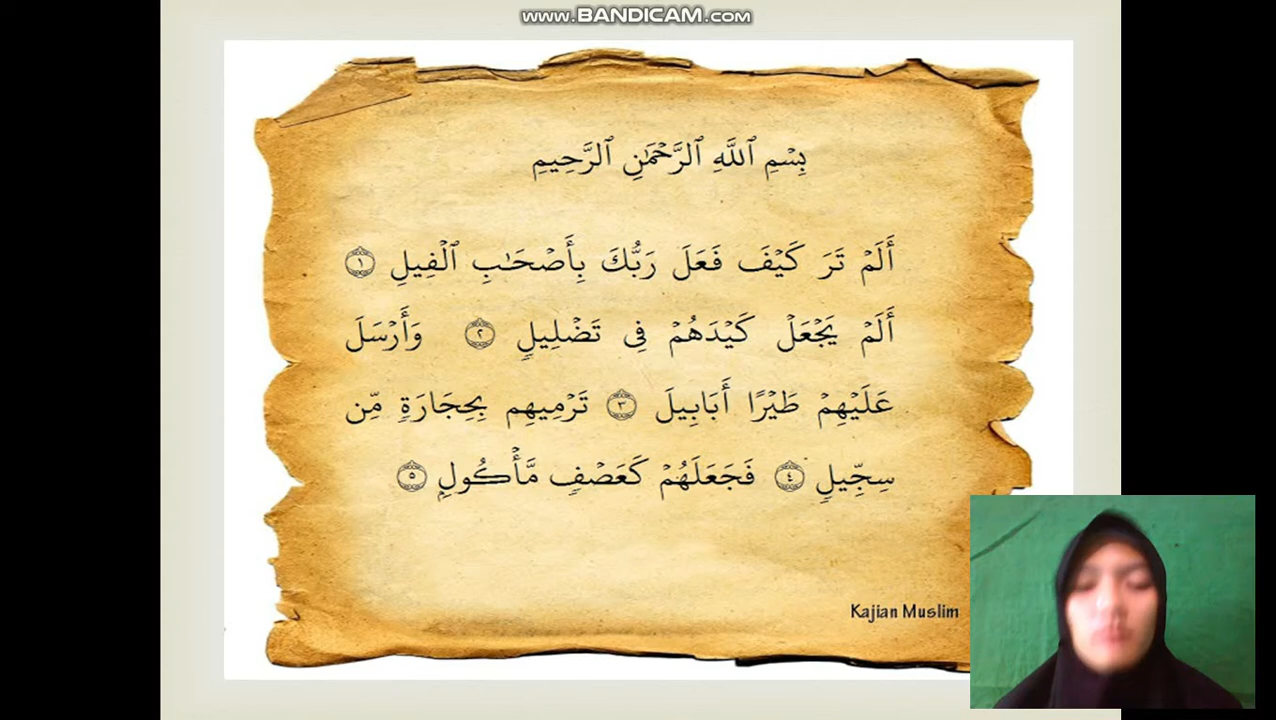 www.BANDICAM.com
بِسْمِ ٱللَّهِ ٱلرَّحْمَٰنِ ٱلرَّحِيمِ
أَلَمْ تَرَ كَيْفَ فَعَلَ رَبُّكَ بِأَصْحَٰبِ ٱلْفِيلِ ١
أَلَمْ يَجْعَلْ كَيْدَهُمْ فِى تَضْلِيلٍ ٢ وَأَرْسَلَ
عَلَيْهِمْ طَيْرًا أَبَابِيلَ ٣ تَرْمِيهِم بِحِجَارَةٍ مِّن
سِجِّيلٍ ٤ فَجَعَلَهُمْ كَعَصْفٍ مَّأْكُولٍۭ ٥
Kajian Muslim